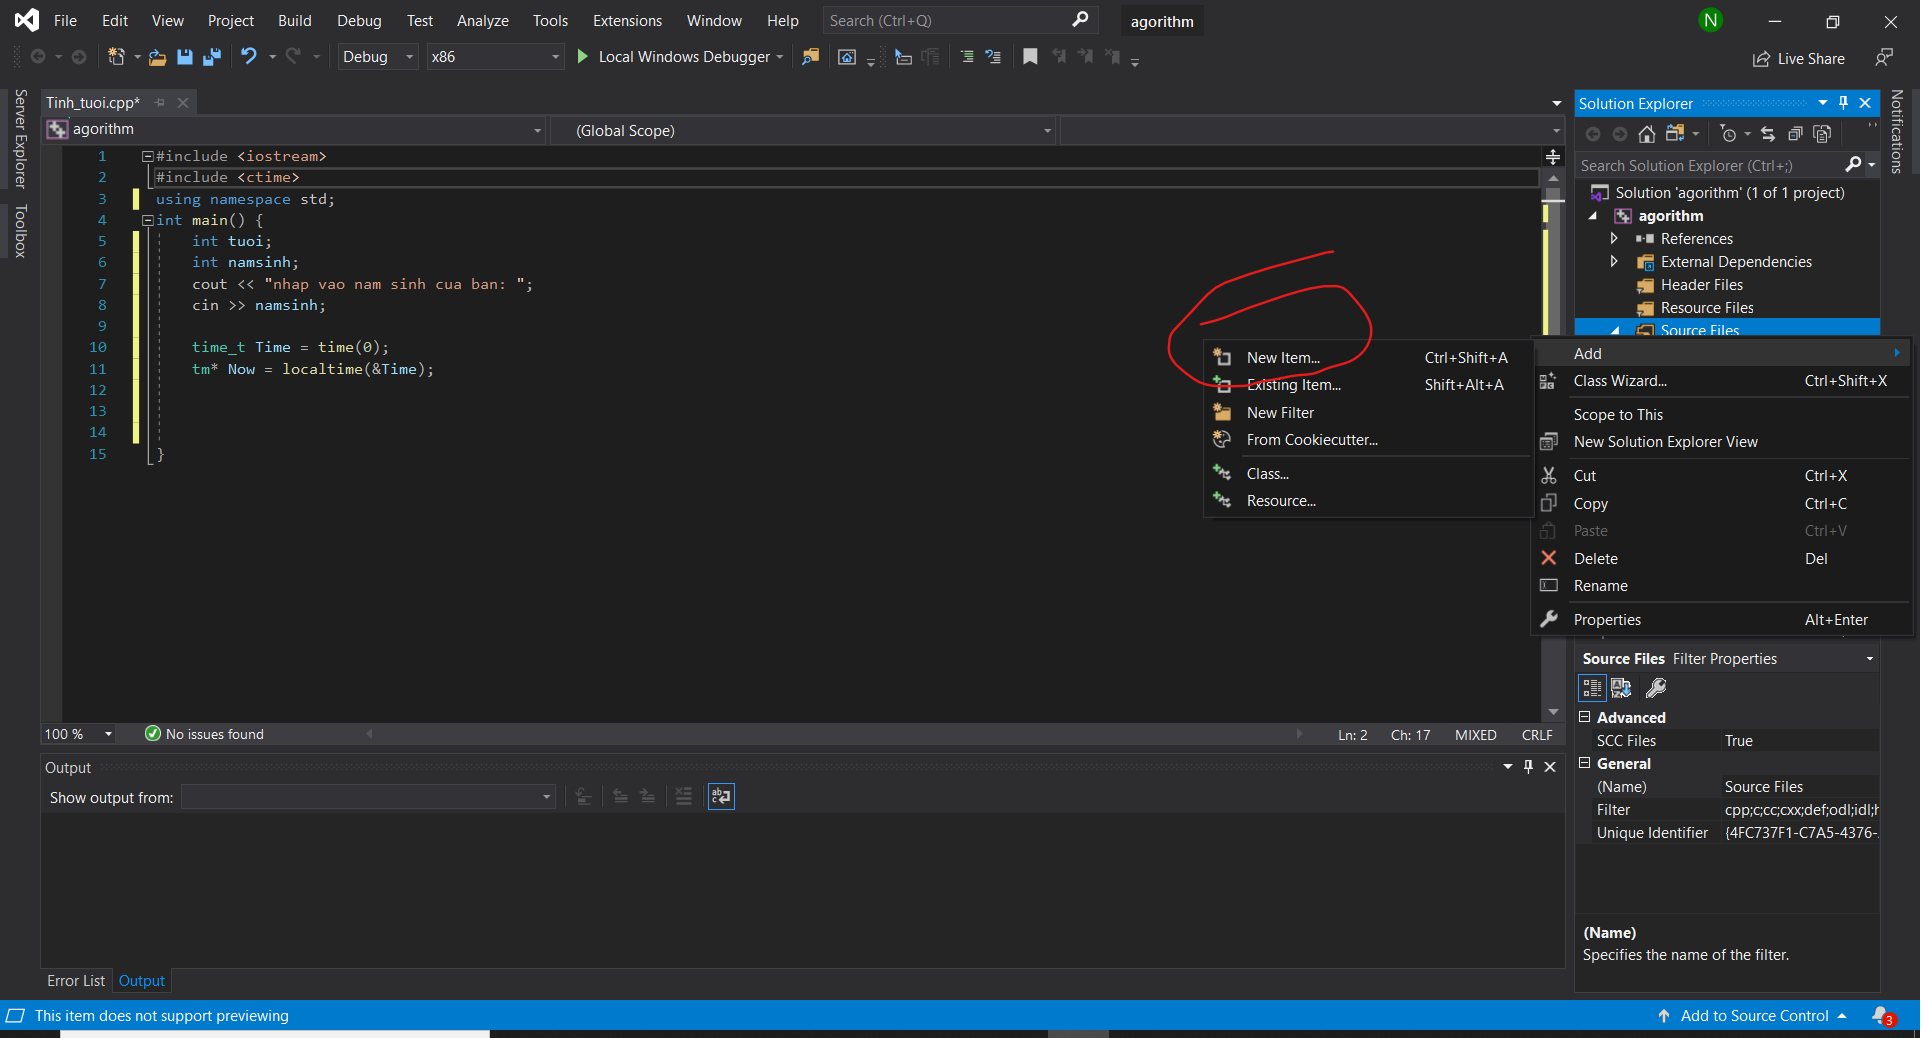 File Edit View Project Build Debug Test Analyze Tools Extensions Window Help Search (Ctrl+Q) agorithm N
Debug x86 Local Windows Debugger Live Share
Server Explorer
Toolbox
Tinh_tuoi.cpp*
agorithm (Global Scope)
1 #include <iostream>
2 #include <ctime>
3 using namespace std;
4 int main() {
5 int tuoi;
6 int namsinh;
7 cout << "nhap vao nam sinh cua ban: ";
8 cin >> namsinh;
9
10 time_t Time = time(0);
11 tm* Now = localtime(&Time);
12
13
14
15 }
100 % No issues found Ln: 2 Ch: 17 MIXED CRLF
Output
Show output from:
Error List Output
Solution Explorer
Notifications
Search Solution Explorer (Ctrl+;)
Solution 'agorithm' (1 of 1 project)
agorithm
References
External Dependencies
Header Files
Resource Files
Source Files
New Item... Ctrl+Shift+A
Existing Item... Shift+Alt+A
New Filter
From Cookiecutter...
Class...
Resource...
Add
Class Wizard... Ctrl+Shift+X
Scope to This
New Solution Explorer View
Cut Ctrl+X
Copy Ctrl+C
Paste Ctrl+V
Delete Del
Rename
Properties Alt+Enter
Source Files Filter Properties
Advanced
SCC Files True
General
(Name) Source Files
Filter cpp;c;cc;cxx;def;odl;idl;h
Unique Identifier {4FC737F1-C7A5-4376-
(Name)
Specifies the name of the filter.
This item does not support previewing Add to Source Control 3